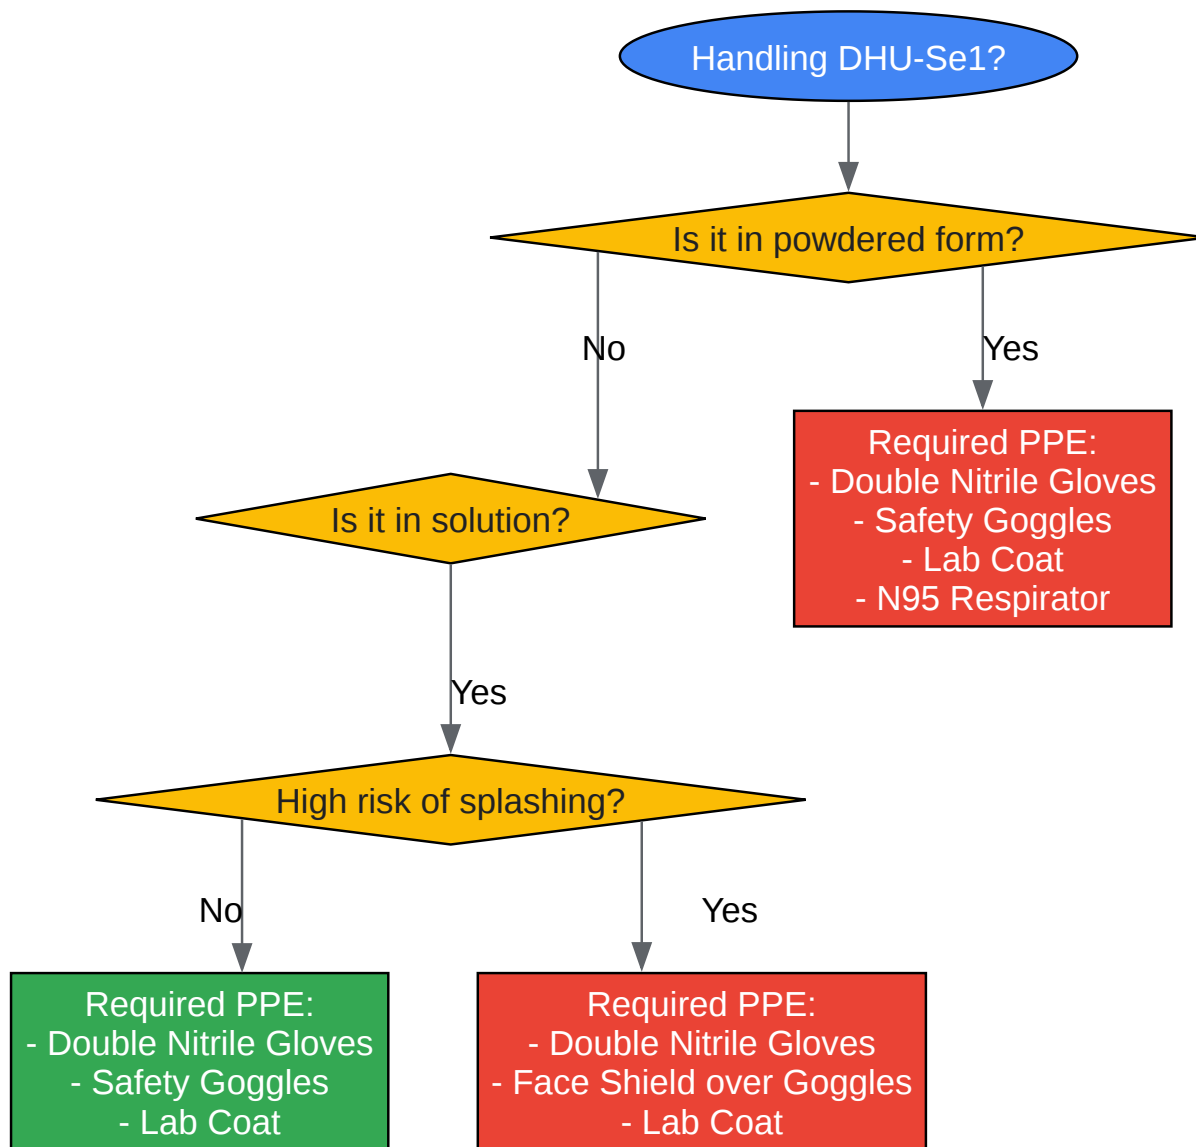 Handling DHU-Se1?
Is it in powdered form?
No
Yes
Required PPE:
- Double Nitrile Gloves
- Safety Goggles
- Lab Coat
- N95 Respirator
Is it in solution?
Yes
High risk of splashing?
No
Yes
Required PPE:
- Double Nitrile Gloves
- Safety Goggles
- Lab Coat
Required PPE:
- Double Nitrile Gloves
- Face Shield over Goggles
- Lab Coat